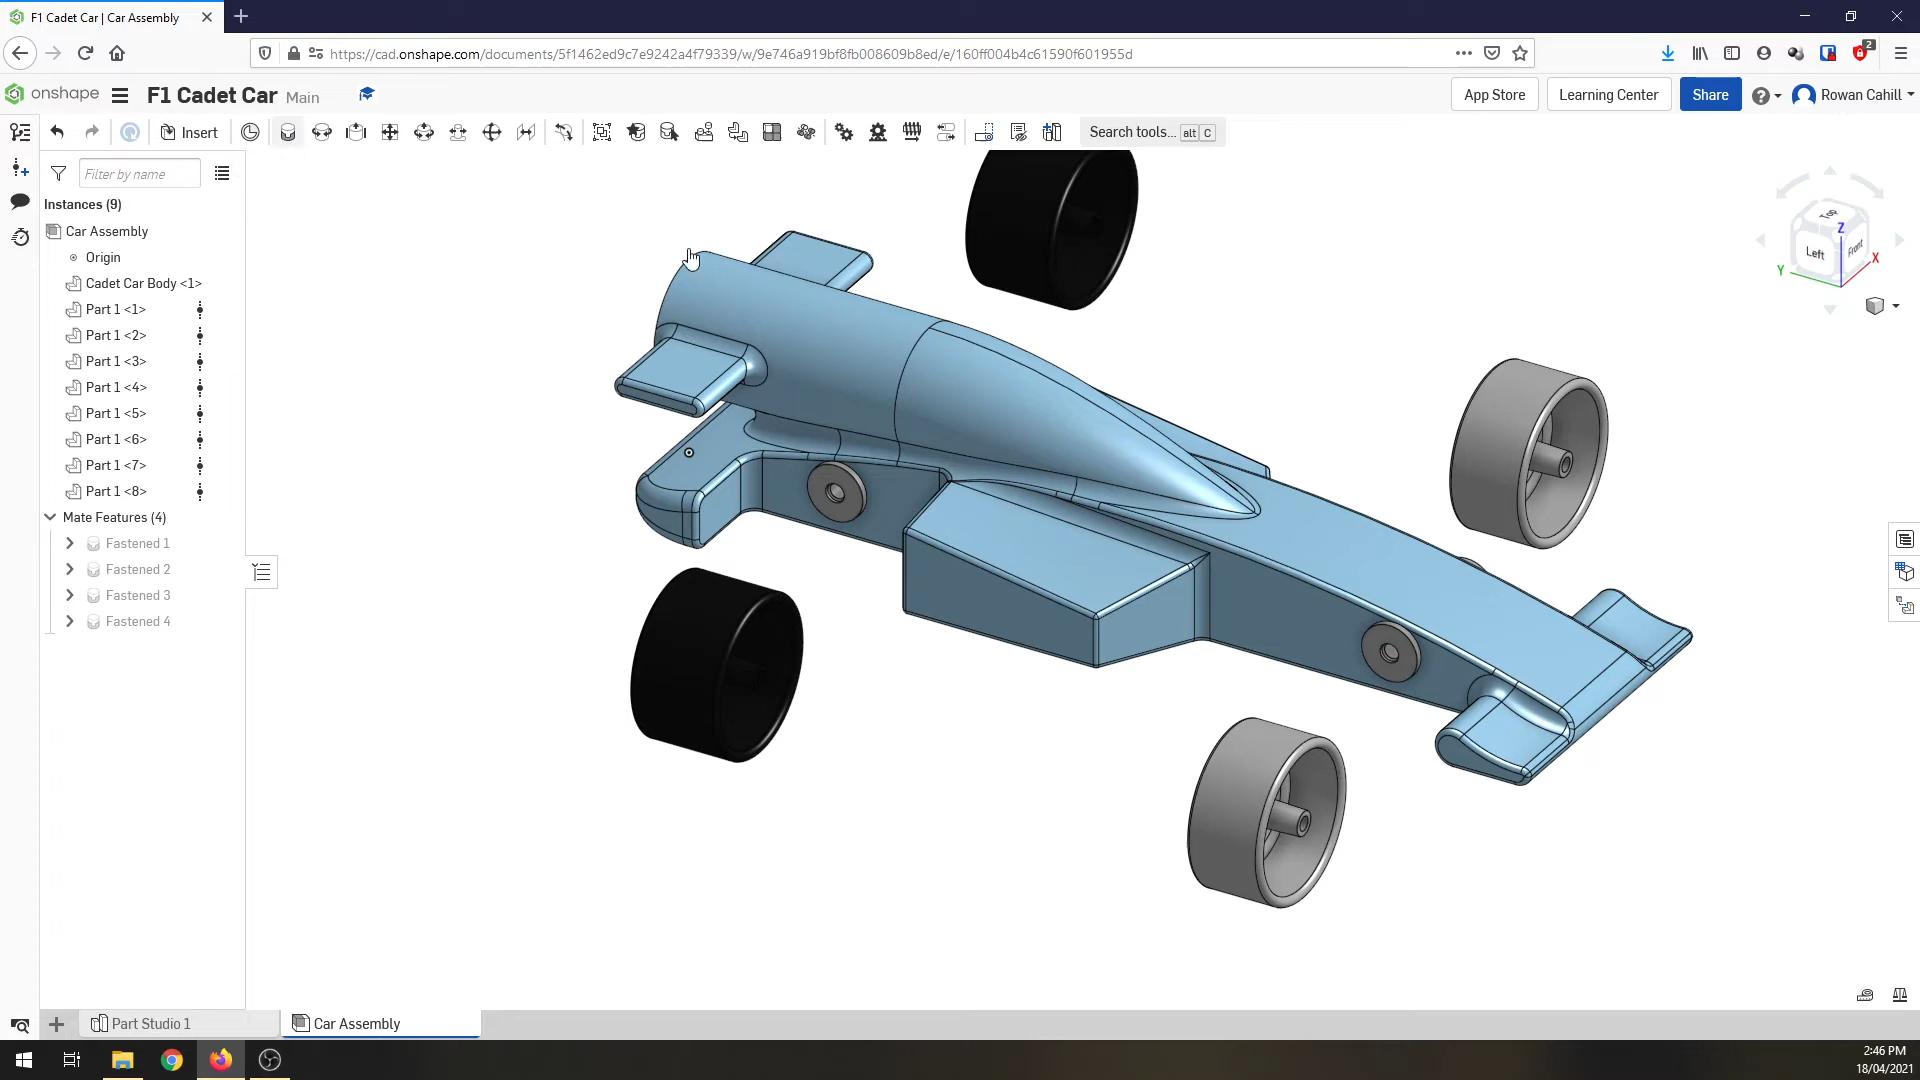 F1 Cadet Car | Car Assembly
https://cad.onshape.com/documents/5f1462ed9c7e9242a4f79339/w/9e746a919bf8fb008609b8ed/e/160ff004b4c61590f601955d
2
onshape
F1 Cadet Car Main
App Store
Learning Center
Share
Rowan Cahill
Insert
Search tools... alt C
Filter by name
Instances (9)
Car Assembly
Origin
Cadet Car Body <1>
Part 1 <1>
Part 1 <2>
Part 1 <3>
Part 1 <4>
Part 1 <5>
Part 1 <6>
Part 1 <7>
Part 1 <8>
Mate Features (4)
Fastened 1
Fastened 2
Fastened 3
Fastened 4
Top
Z
Left
Front
Y
X
Part Studio 1
Car Assembly
2:46 PM
18/04/2021